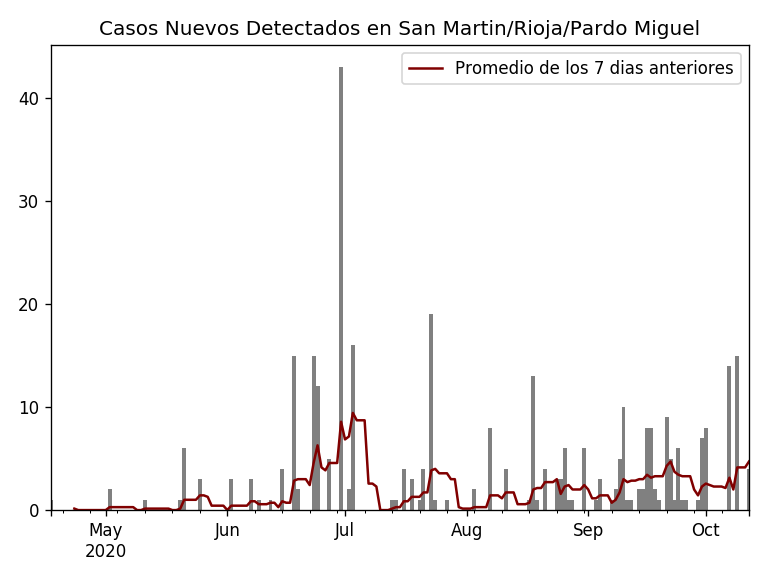 Casos Nuevos Detectados en San Martin/Rioja/Pardo Miguel
Promedio de los 7 dias anteriores
40
30
20
10
0
May Jun Jul Aug Sep Oct
2020